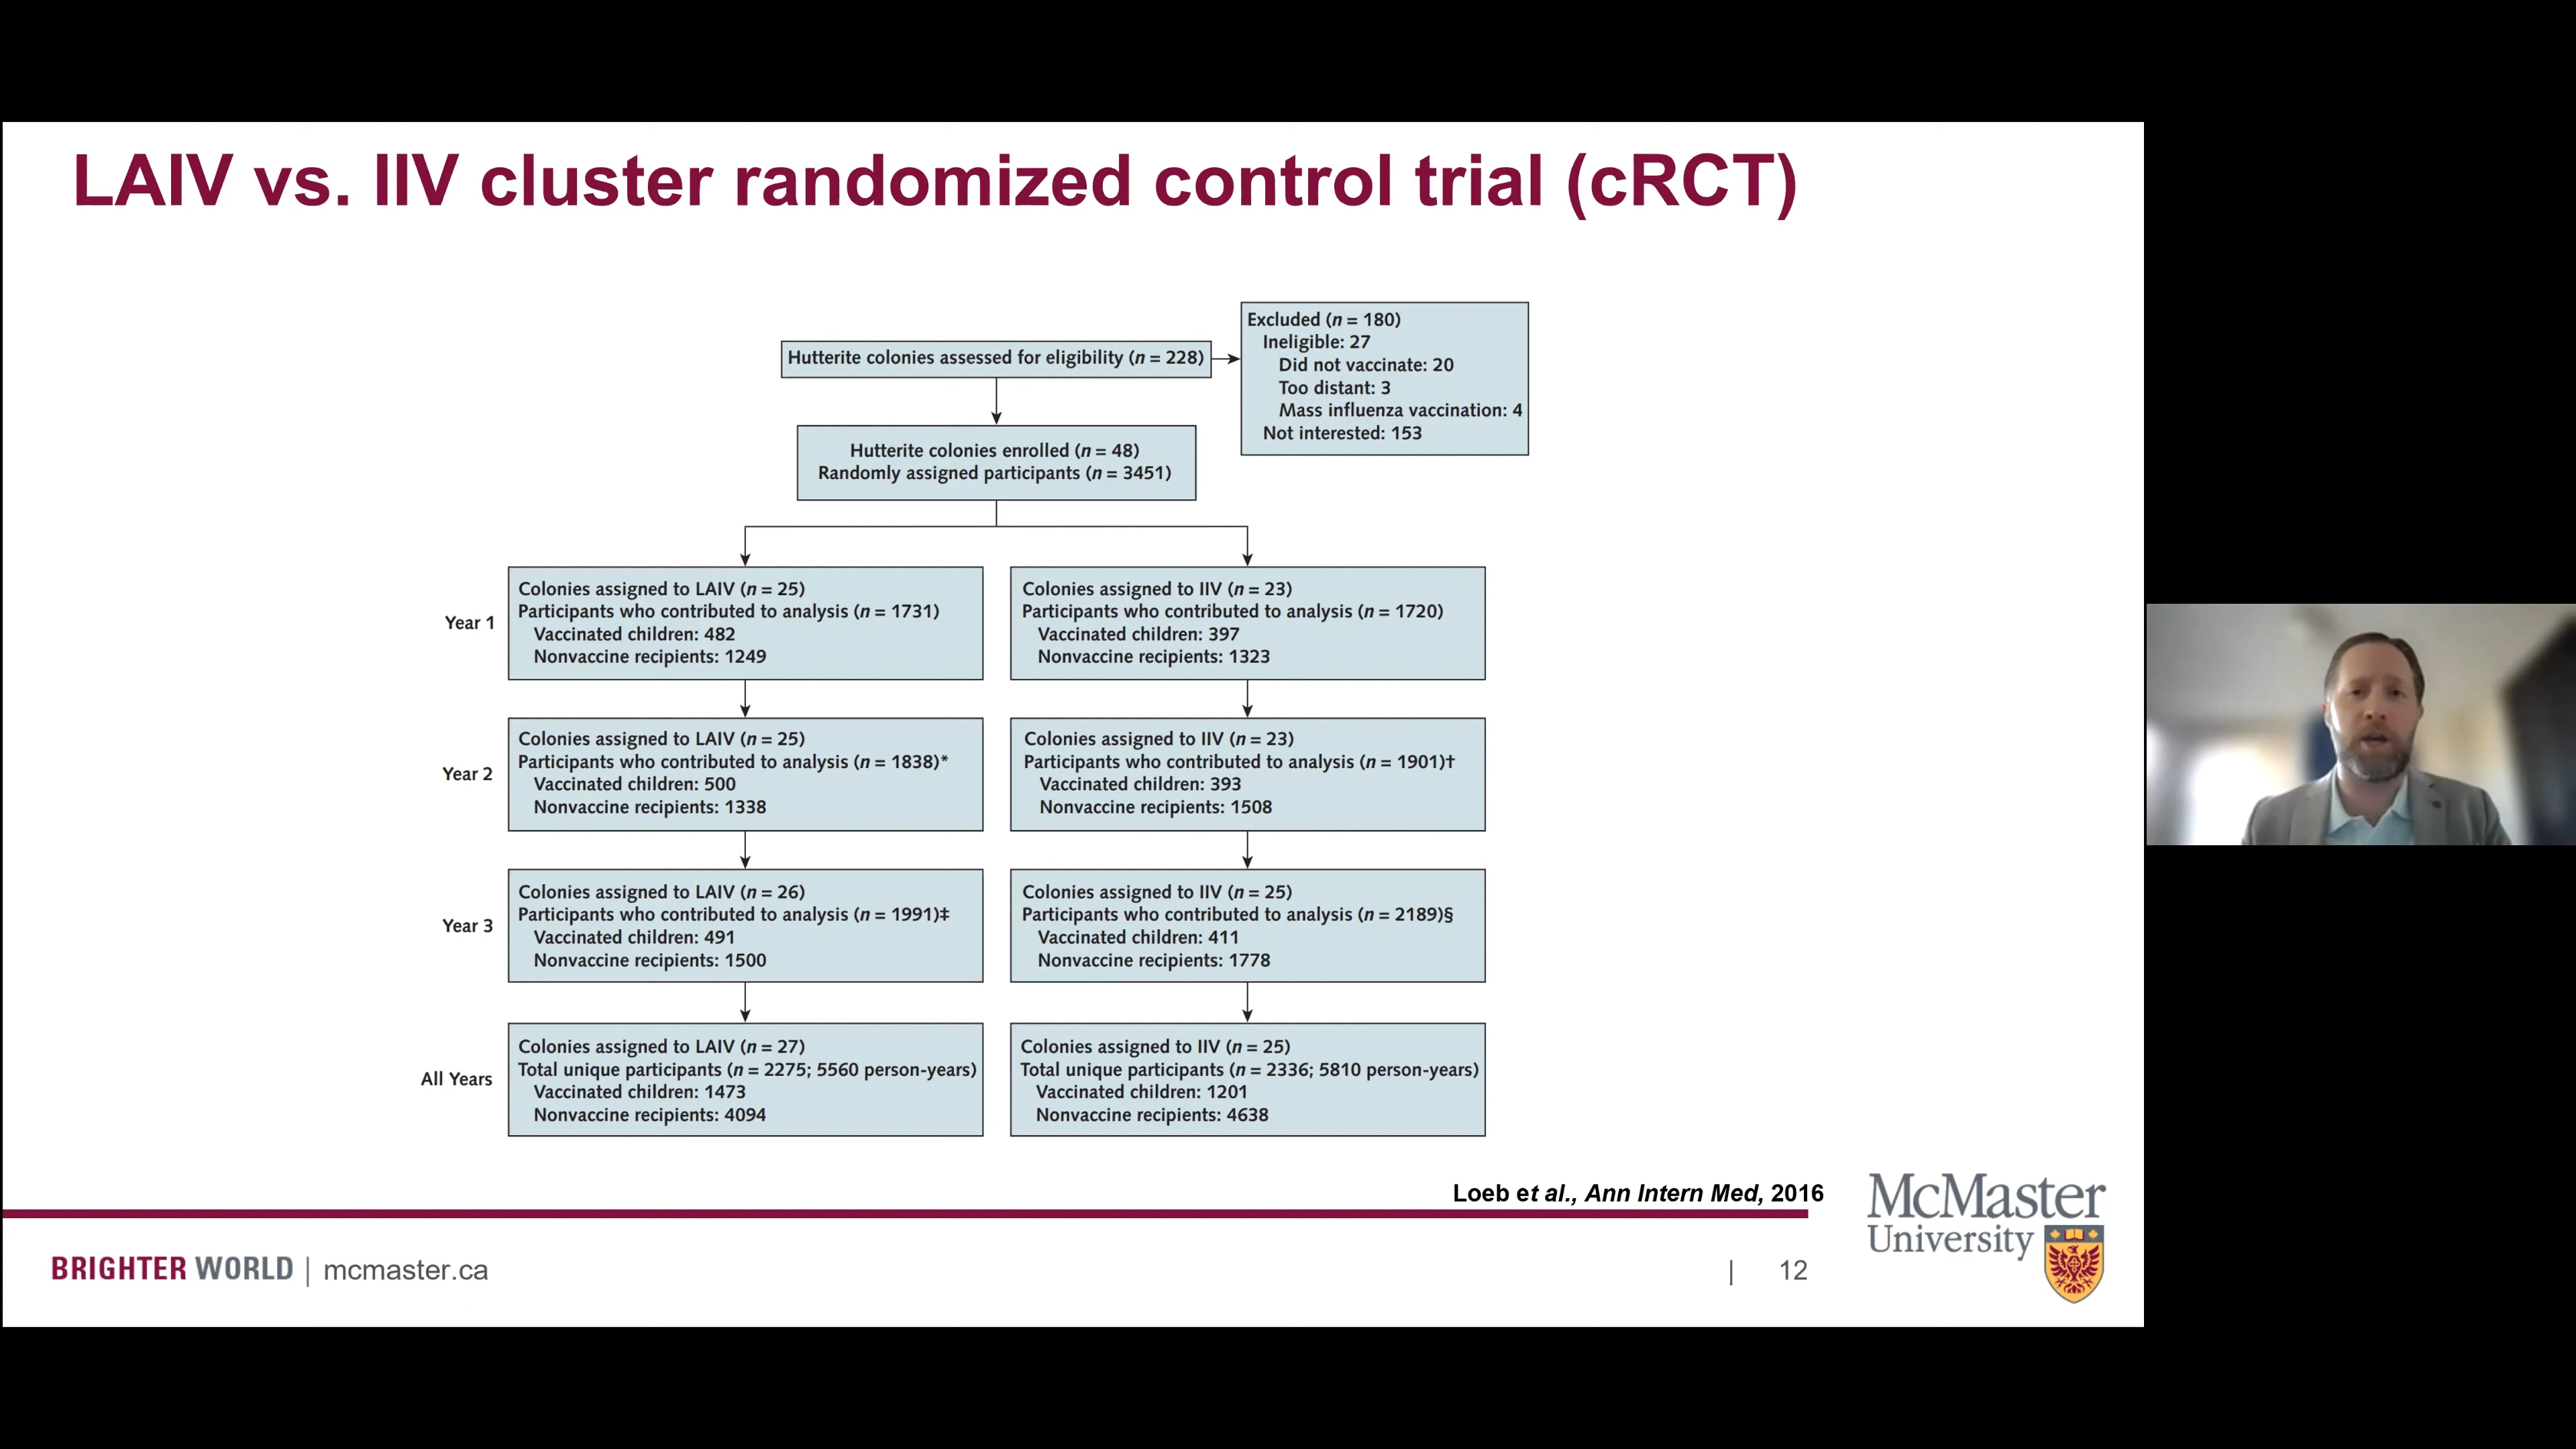 LAIV vs. IIV cluster randomized control trial (cRCT)
Hutterite colonies assessed for eligibility (n = 228)
Excluded (n = 180)
Ineligible: 27
Did not vaccinate: 20
Too distant: 3
Mass influenza vaccination: 4
Not interested: 153
Hutterite colonies enrolled (n = 48)
Randomly assigned participants (n = 3451)
Year 1
Colonies assigned to LAIV (n = 25)
Participants who contributed to analysis (n = 1731)
Vaccinated children: 482
Nonvaccine recipients: 1249
Colonies assigned to IIV (n = 23)
Participants who contributed to analysis (n = 1720)
Vaccinated children: 397
Nonvaccine recipients: 1323
Year 2
Colonies assigned to LAIV (n = 25)
Participants who contributed to analysis (n = 1838)*
Vaccinated children: 500
Nonvaccine recipients: 1338
Colonies assigned to IIV (n = 23)
Participants who contributed to analysis (n = 1901)†
Vaccinated children: 393
Nonvaccine recipients: 1508
Year 3
Colonies assigned to LAIV (n = 26)
Participants who contributed to analysis (n = 1991)‡
Vaccinated children: 491
Nonvaccine recipients: 1500
Colonies assigned to IIV (n = 25)
Participants who contributed to analysis (n = 2189)§
Vaccinated children: 411
Nonvaccine recipients: 1778
All Years
Colonies assigned to LAIV (n = 27)
Total unique participants (n = 2275; 5560 person-years)
Vaccinated children: 1473
Nonvaccine recipients: 4094
Colonies assigned to IIV (n = 25)
Total unique participants (n = 2336; 5810 person-years)
Vaccinated children: 1201
Nonvaccine recipients: 4638
Loeb et al., Ann Intern Med, 2016
BRIGHTER WORLD | mcmaster.ca
| 12
McMaster
University